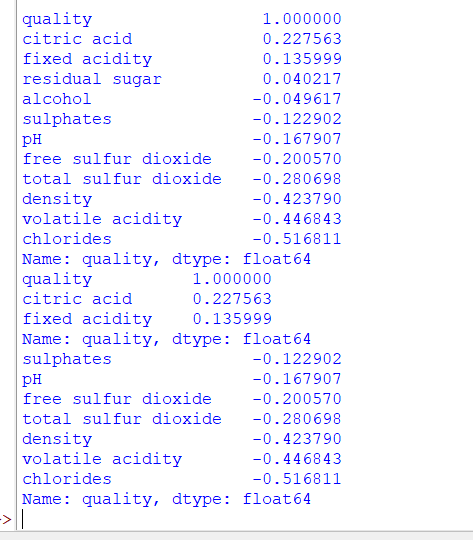 quality                 1.000000
citric acid             0.227563
fixed acidity           0.135999
residual sugar          0.040217
alcohol                -0.049617
sulphates              -0.122902
pH                     -0.167907
free sulfur dioxide    -0.200570
total sulfur dioxide   -0.280698
density                -0.423790
volatile acidity       -0.446843
chlorides              -0.516811
Name: quality, dtype: float64
quality          1.000000
citric acid      0.227563
fixed acidity    0.135999
Name: quality, dtype: float64
sulphates              -0.122902
pH                     -0.167907
free sulfur dioxide    -0.200570
total sulfur dioxide   -0.280698
density                -0.423790
volatile acidity       -0.446843
chlorides              -0.516811
Name: quality, dtype: float64
>